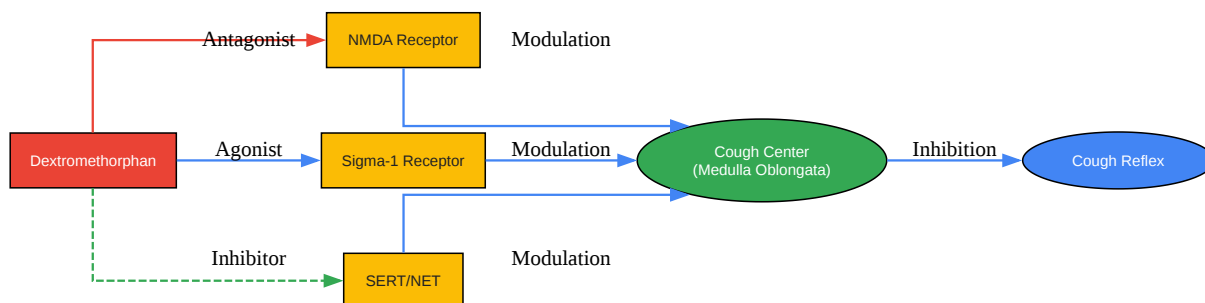 Antagonist
NMDA Receptor
Modulation
Dextromethorphan
Agonist
Sigma-1 Receptor
Modulation
Cough Center
(Medulla Oblongata)
Inhibition
Cough Reflex
Inhibitor
SERT/NET
Modulation